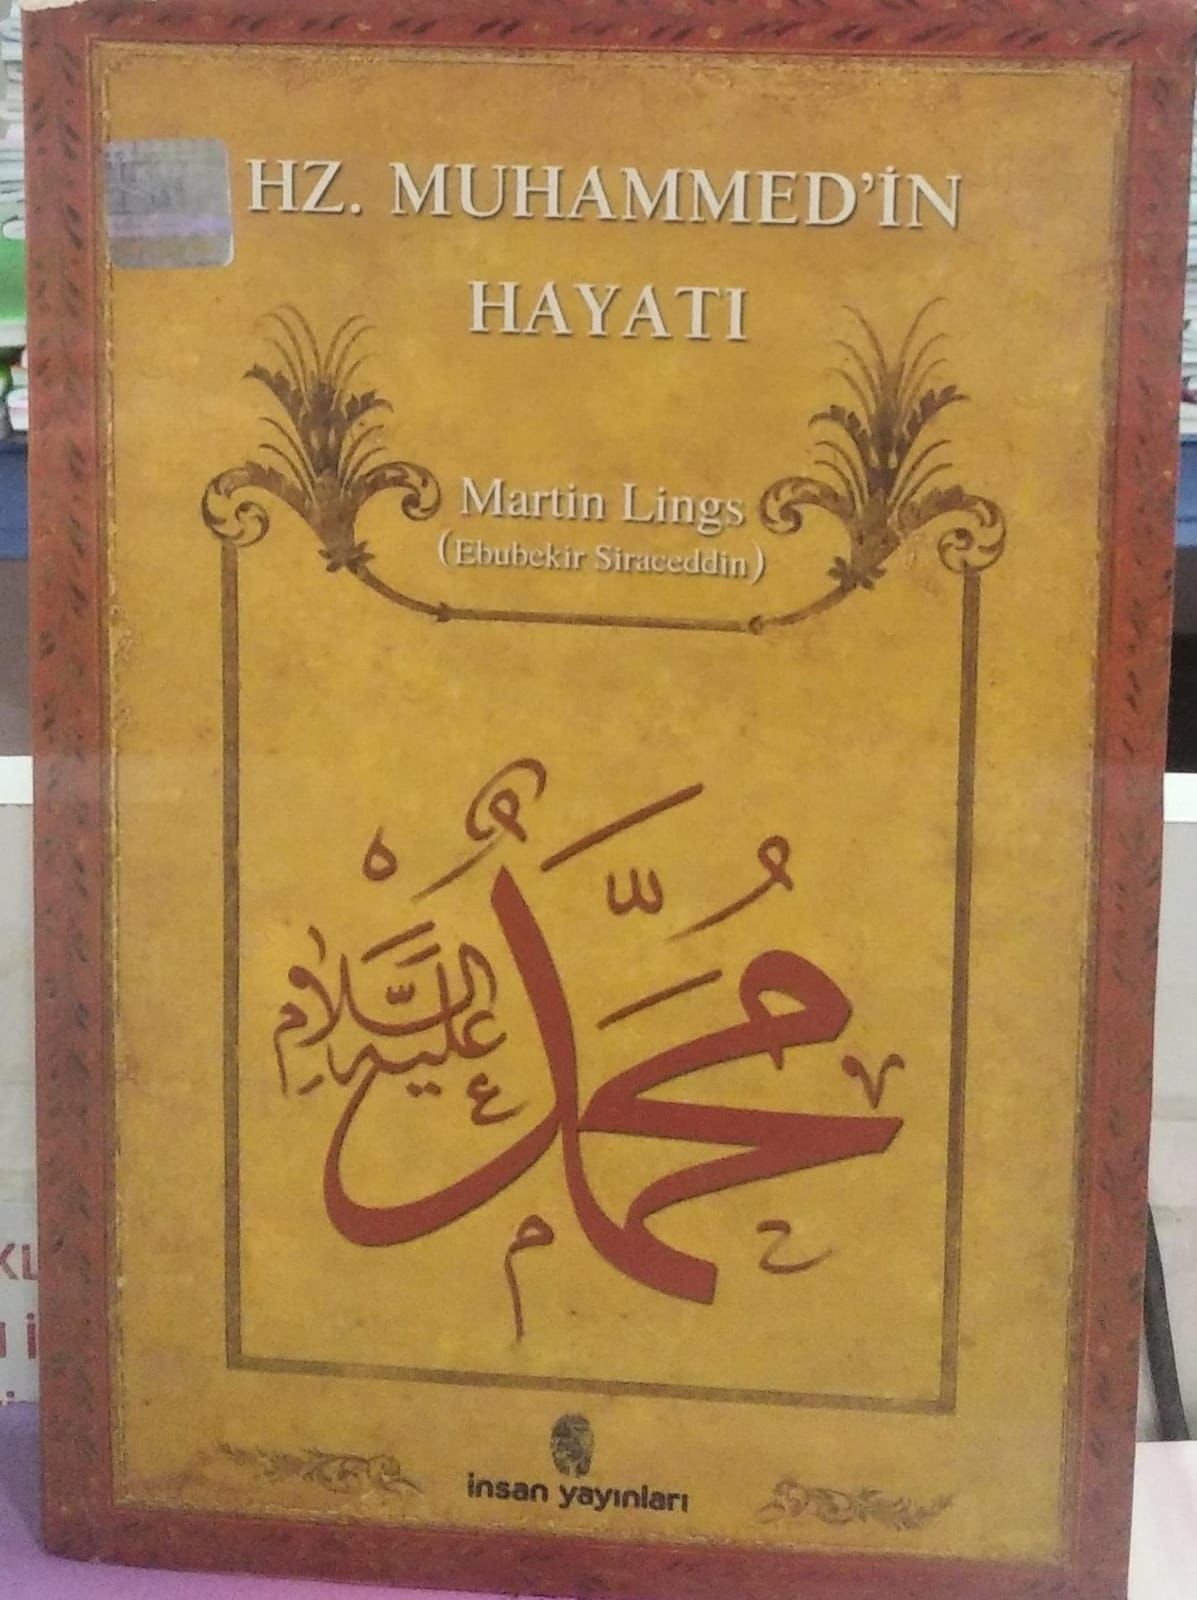 HZ. MUHAMMED'İN
HAYATI
Martin Lings
(Ebubekir Siraceddin)
محمد
عليه السلام
insan yayınları